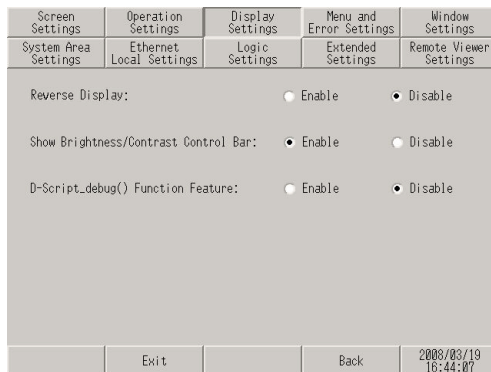 Screen Settings
Operation Settings
Display Settings
Menu and Error Settings
Window Settings
System Area Settings
Ethernet Local Settings
Logic Settings
Extended Settings
Remote Viewer Settings
Reverse Display: Enable Disable
Show Brightness/Contrast Control Bar: Enable Disable
D-Script_debug() Function Feature: Enable Disable
Exit
Back
2008/03/19
16:44:07